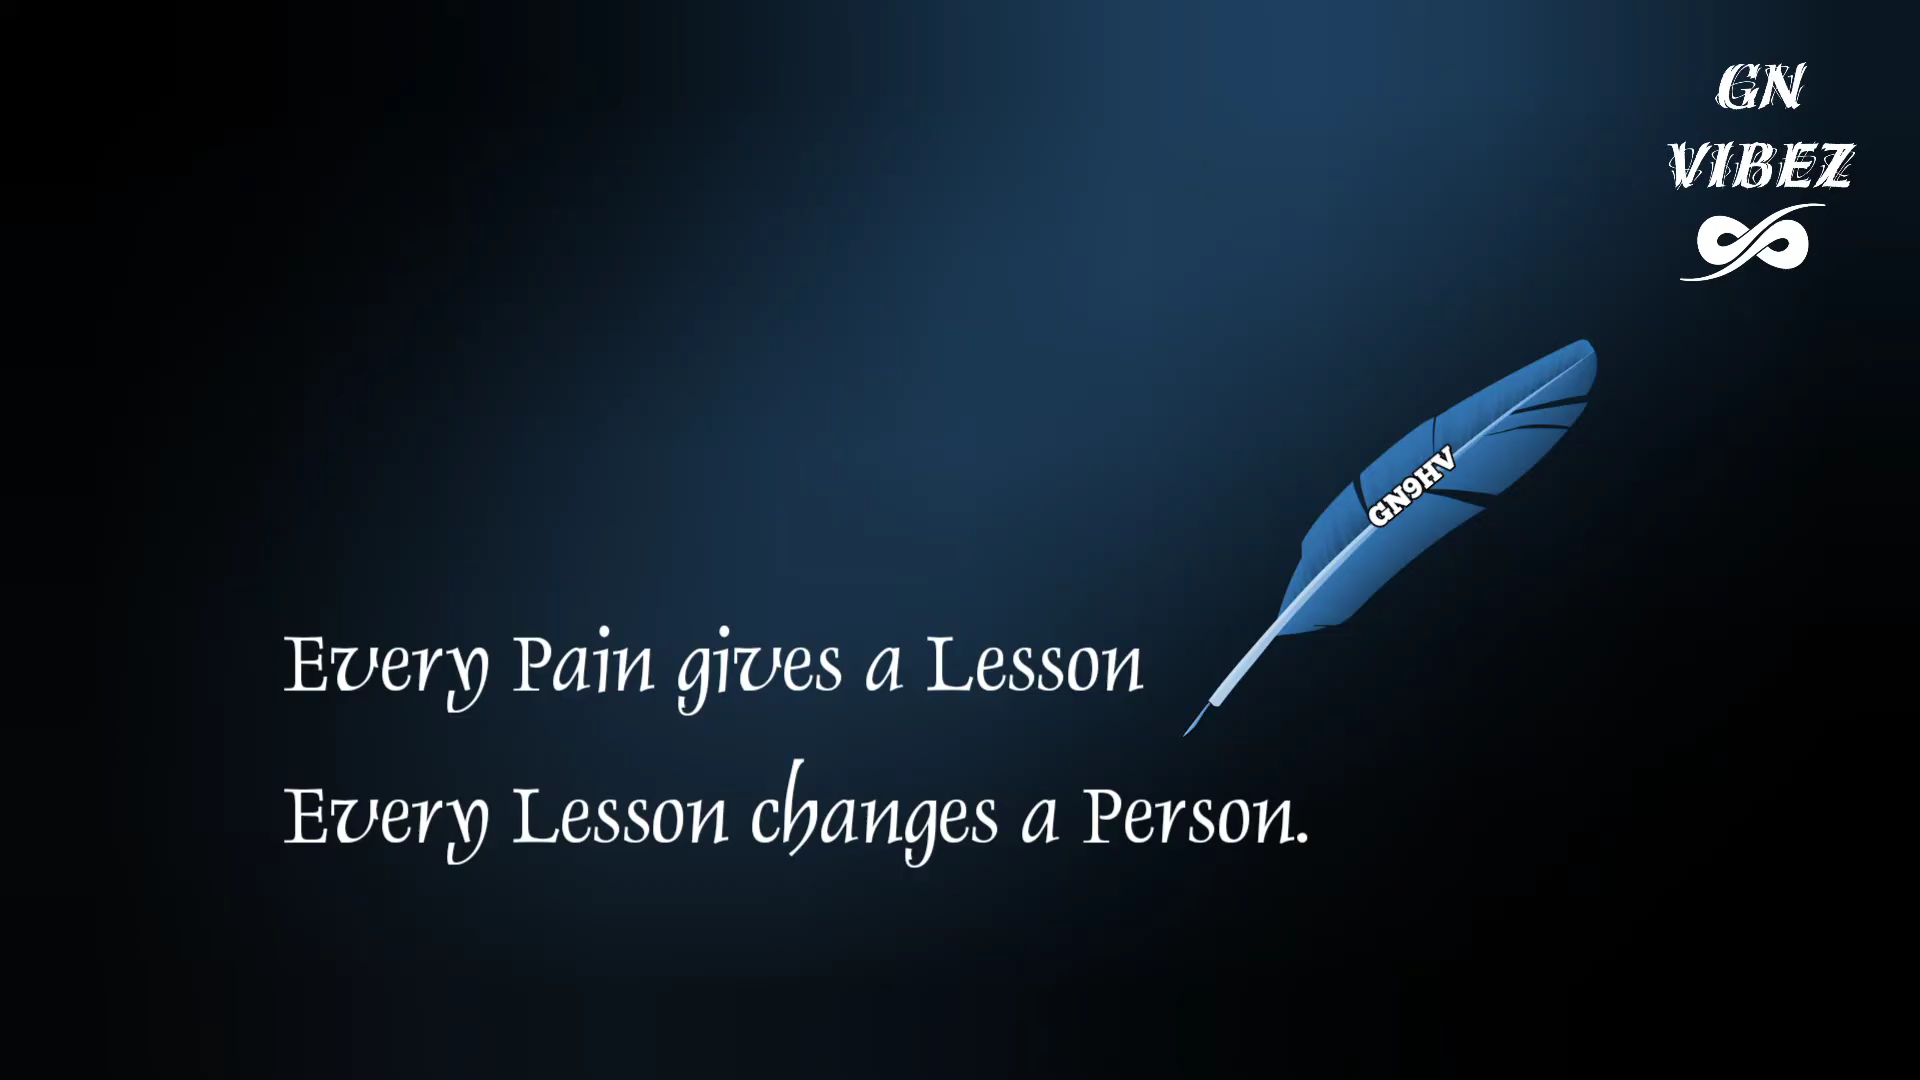 GN
VIBEZ
GN9HV
Every Pain gives a Lesson
Every Lesson changes a Person.